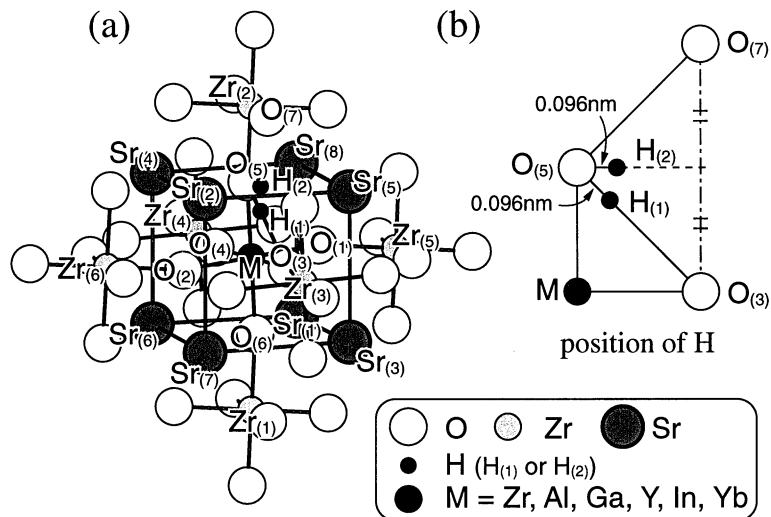 (a)
(b)
Zr(2)
O(7)
Sr(4)
O(5)
Sr(8)
H(2)
Sr(2)
Sr(5)
Zr(4)
H(1)
O(4)
O(1)
Zr(5)
Zr(6)
O(2)
M
O(3)
Zr(3)
Sr(6)
O(6)
Sr(1)
Sr(7)
Sr(3)
Zr(1)
O(7)
0.096nm
O(5)
H(2)
0.096nm
H(1)
M
O(3)
position of H
O Zr Sr
H (H(1) or H(2))
M = Zr, Al, Ga, Y, In, Yb